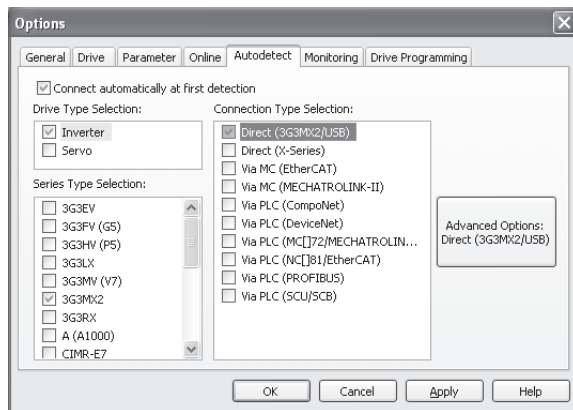 Options
General Drive Parameter Online Autodetect Monitoring Drive Programming
Connect automatically at first detection
Drive Type Selection:
Inverter
Servo
Series Type Selection:
3G3EV
3G3FV (G5)
3G3HV (P5)
3G3LX
3G3MV (V7)
3G3MX2
3G3RX
A (A1000)
CIMR-E7
Connection Type Selection:
Direct (3G3MX2/USB)
Direct (X-Series)
Via MC (EtherCAT)
Via MC (MECHATROLINK-II)
Via PLC (CompoNet)
Via PLC (DeviceNet)
Via PLC (MC[]72/MECHATROLIN...
Via PLC (NC[]81/EtherCAT)
Via PLC (PROFIBUS)
Via PLC (SCU/SCB)
Advanced Options:
Direct (3G3MX2/USB)
OK Cancel Apply Help